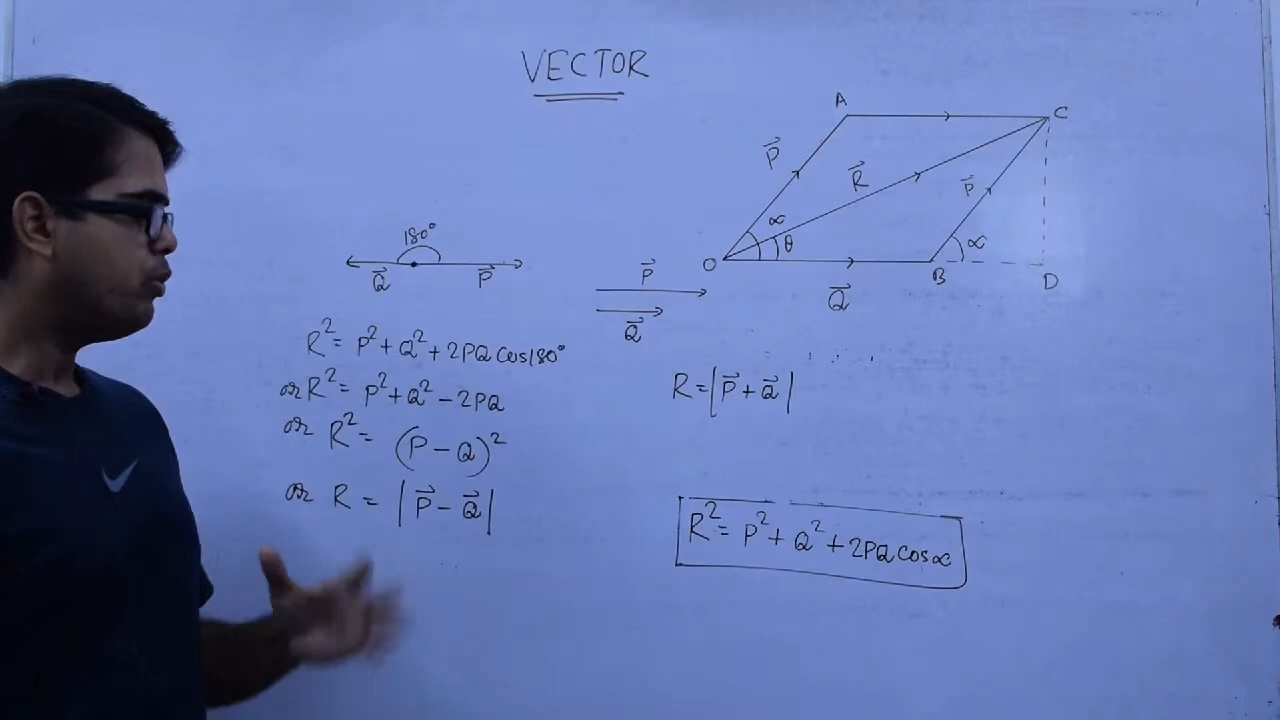 VECTOR
180°
Q⃗ P⃗
R² = P² + Q² + 2PQ cos180°
or R² = P² + Q² − 2PQ
or R² = (P − Q)²
or R = |P⃗ − Q⃗|
P⃗
Q⃗
A C
P⃗ R⃗ P⃗
α θ α
O B D
Q⃗
R = |P⃗ + Q⃗|
R² = P² + Q² + 2PQ cos α